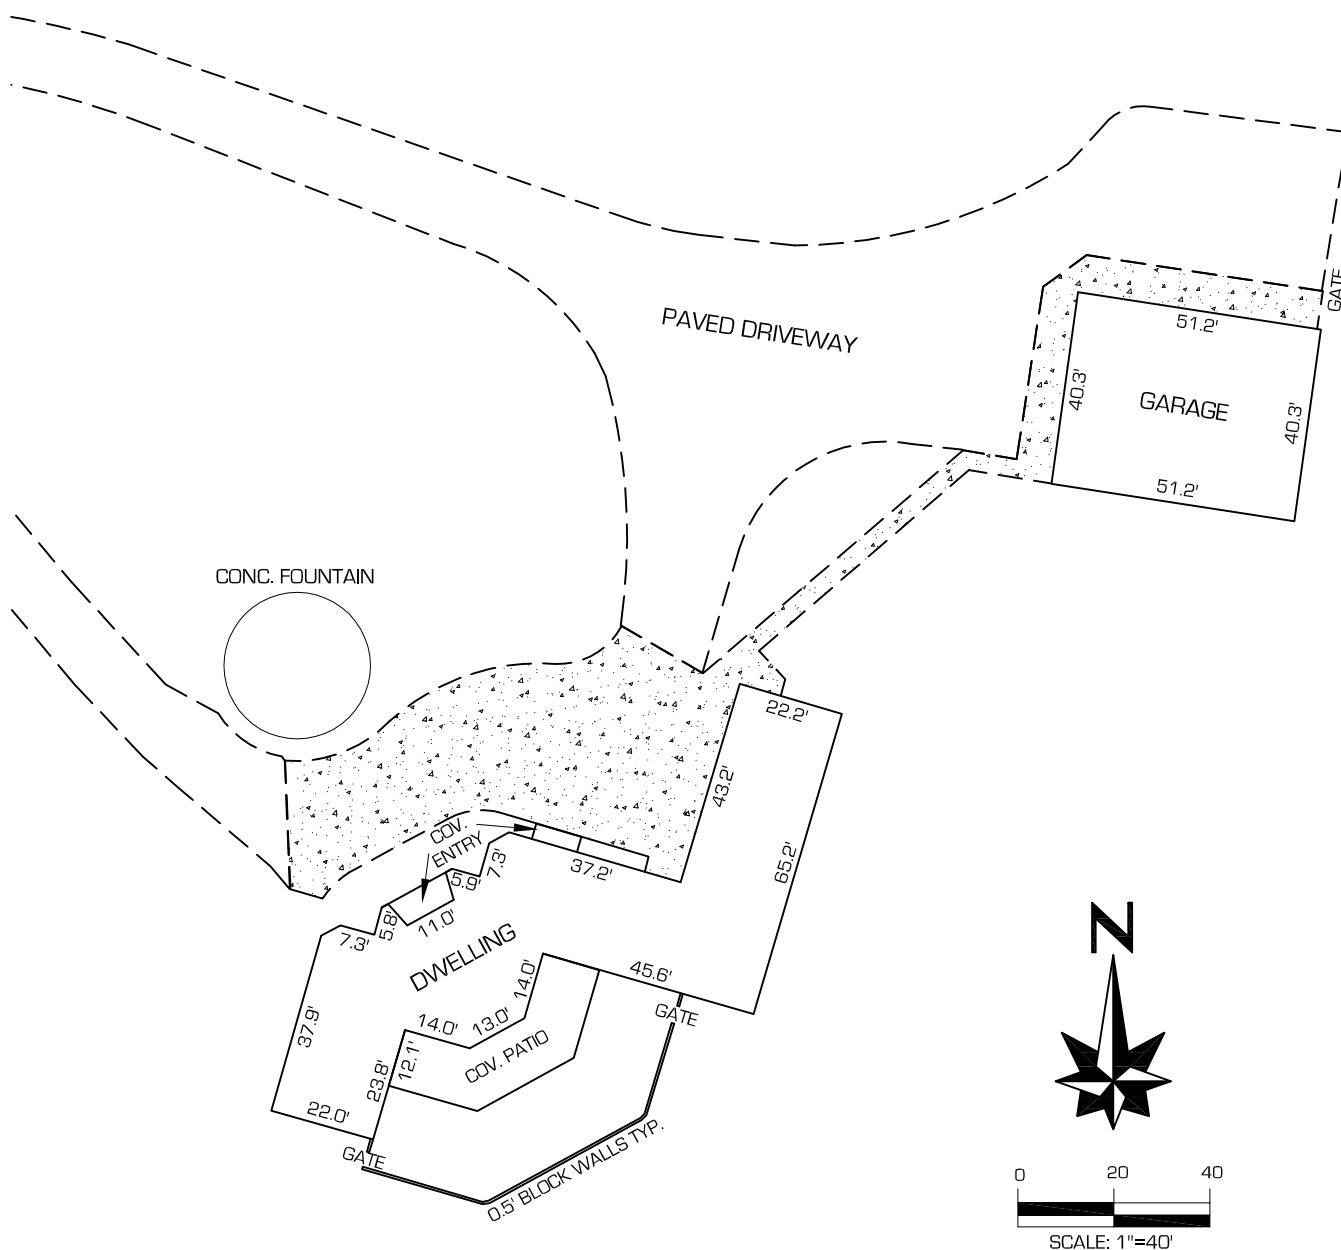 GATE
PAVED DRIVEWAY
51.2'
40.3'
GARAGE
40.3'
51.2'
CONC. FOUNTAIN
22.2'
43.2'
COV.
ENTRY
7.3'
37.2'
65.2'
5.9'
5.8'
11.0'
7.3'
DWELLING
45.6'
14.0'
GATE
37.9'
14.0'
13.0'
12.1'
COV. PATIO
23.8'
22.0'
GATE
0.5' BLOCK WALLS TYP.
N
0 20 40
SCALE: 1"=40'